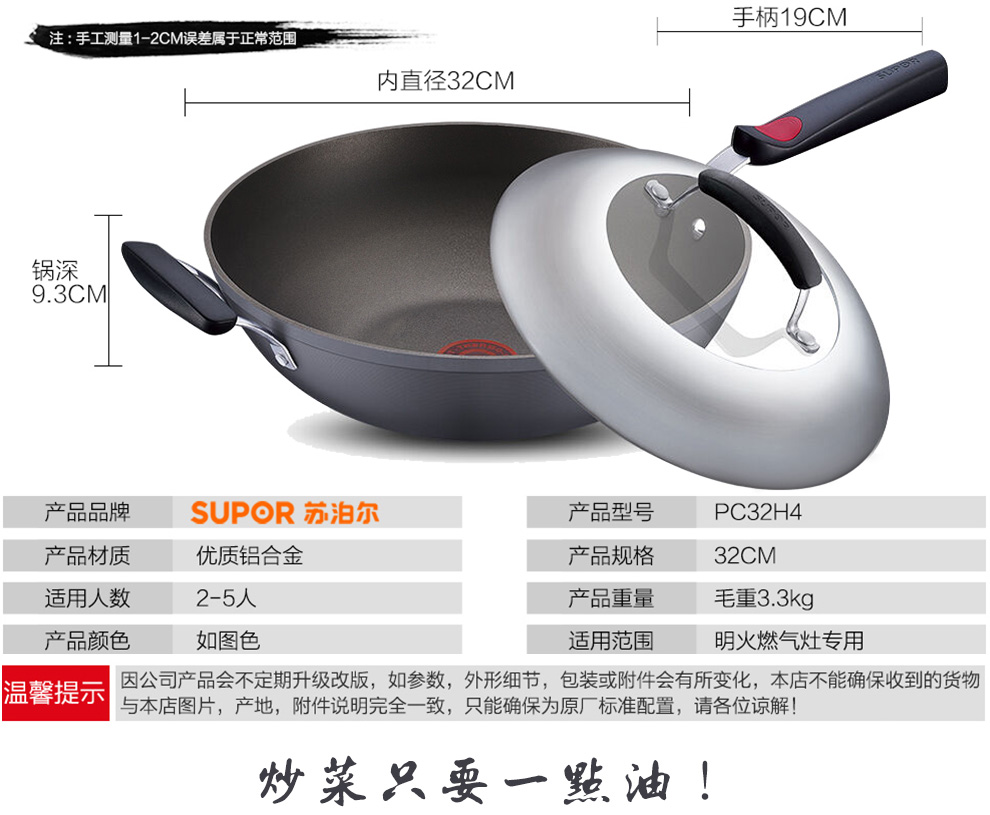 注：手工测量1-2CM误差属于正常范围
手柄19CM
内直径32CM
SUPOR
锅深
9.3CM
产品品牌 SUPOR 苏泊尔 产品型号 PC32H4
产品材质 优质铝合金 产品规格 32CM
适用人数 2-5人 产品重量 毛重3.3kg
产品颜色 如图色 适用范围 明火燃气灶专用
温馨提示
因公司产品会不定期升级改版，如参数，外形细节，包装或附件会有所变化，本店不能确保收到的货物
与本店图片，产地，附件说明完全一致，只能确保为原厂标准配置，请各位谅解！
炒菜只要一點油！